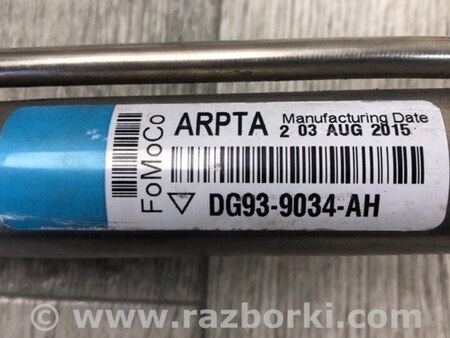 FoMoCo
ARPTA Manufacturing Date
2 03 AUG 2015
DG93-9034-AH
www.razborki.com